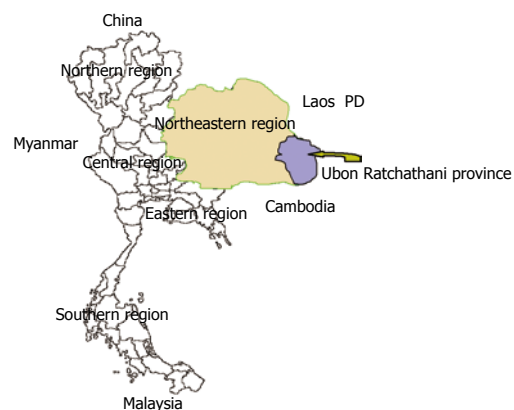 China
Northern region
Laos PD
Northeastern region
Myanmar
Central region
Ubon Ratchathani province
Cambodia
Eastern region
Southern region
Malaysia